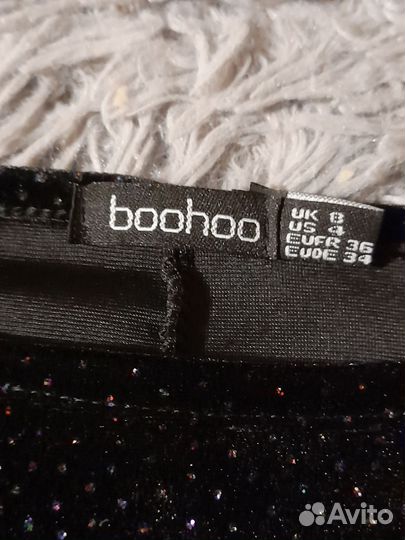 boohoo
UK 8
US 4
EUFR 36
EUDE 34
Avito